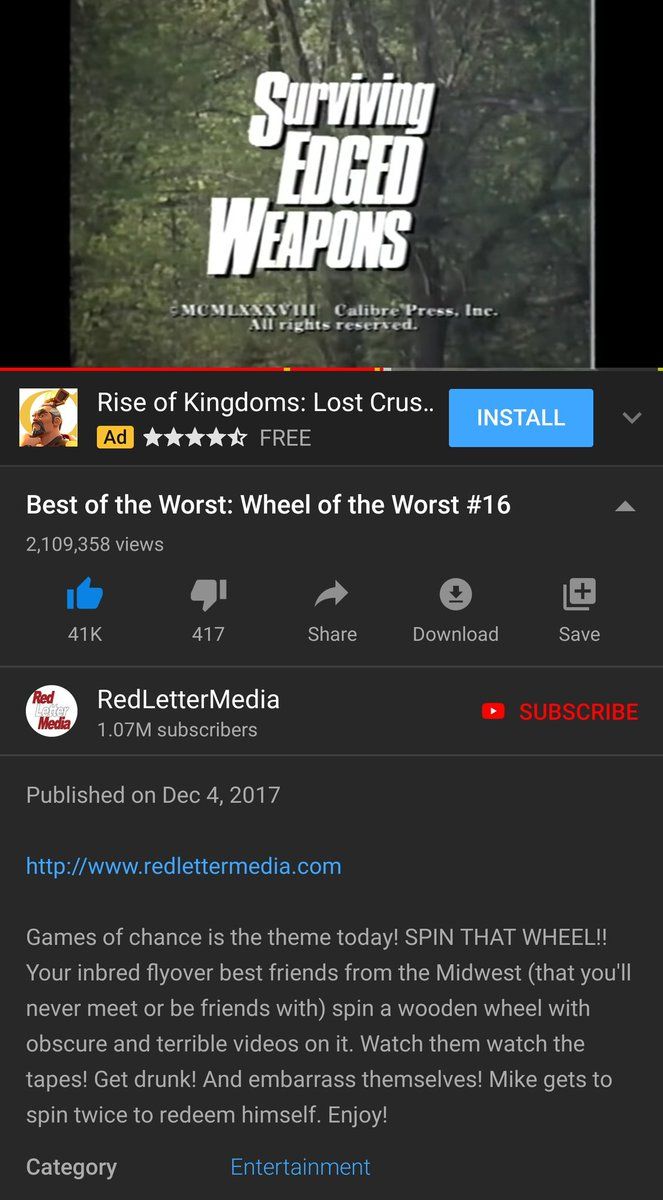 Surviving
EDGED
WEAPONS
©MCMLXXXVIII Calibre Press, Inc.
All rights reserved.
Rise of Kingdoms: Lost Crus..
Ad FREE
INSTALL
Best of the Worst: Wheel of the Worst #16
2,109,358 views
41K 417 Share Download Save
Red
Letter
Media
RedLetterMedia
1.07M subscribers
SUBSCRIBE
Published on Dec 4, 2017
http://www.redlettermedia.com
Games of chance is the theme today! SPIN THAT WHEEL!!
Your inbred flyover best friends from the Midwest (that you'll
never meet or be friends with) spin a wooden wheel with
obscure and terrible videos on it. Watch them watch the
tapes! Get drunk! And embarrass themselves! Mike gets to
spin twice to redeem himself. Enjoy!
Category Entertainment